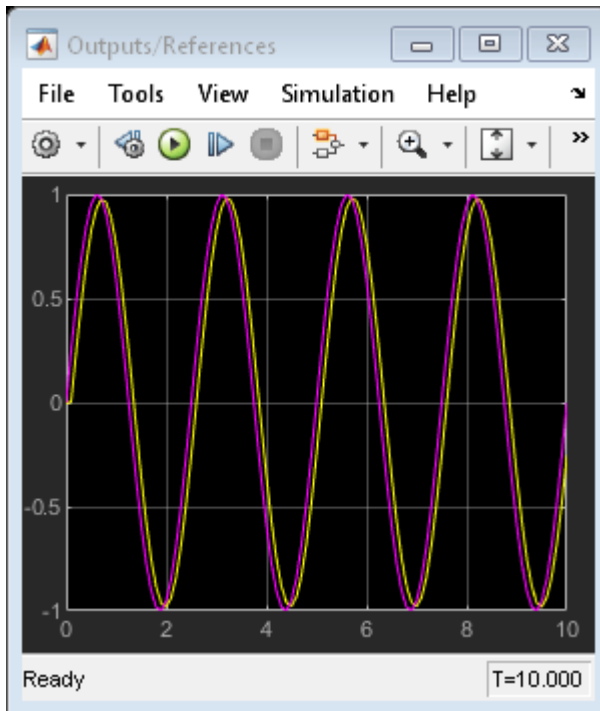 Outputs/References
File Tools View Simulation Help
1
0.5
0
-0.5
-1
0 2 4 6 8 10
Ready T=10.000